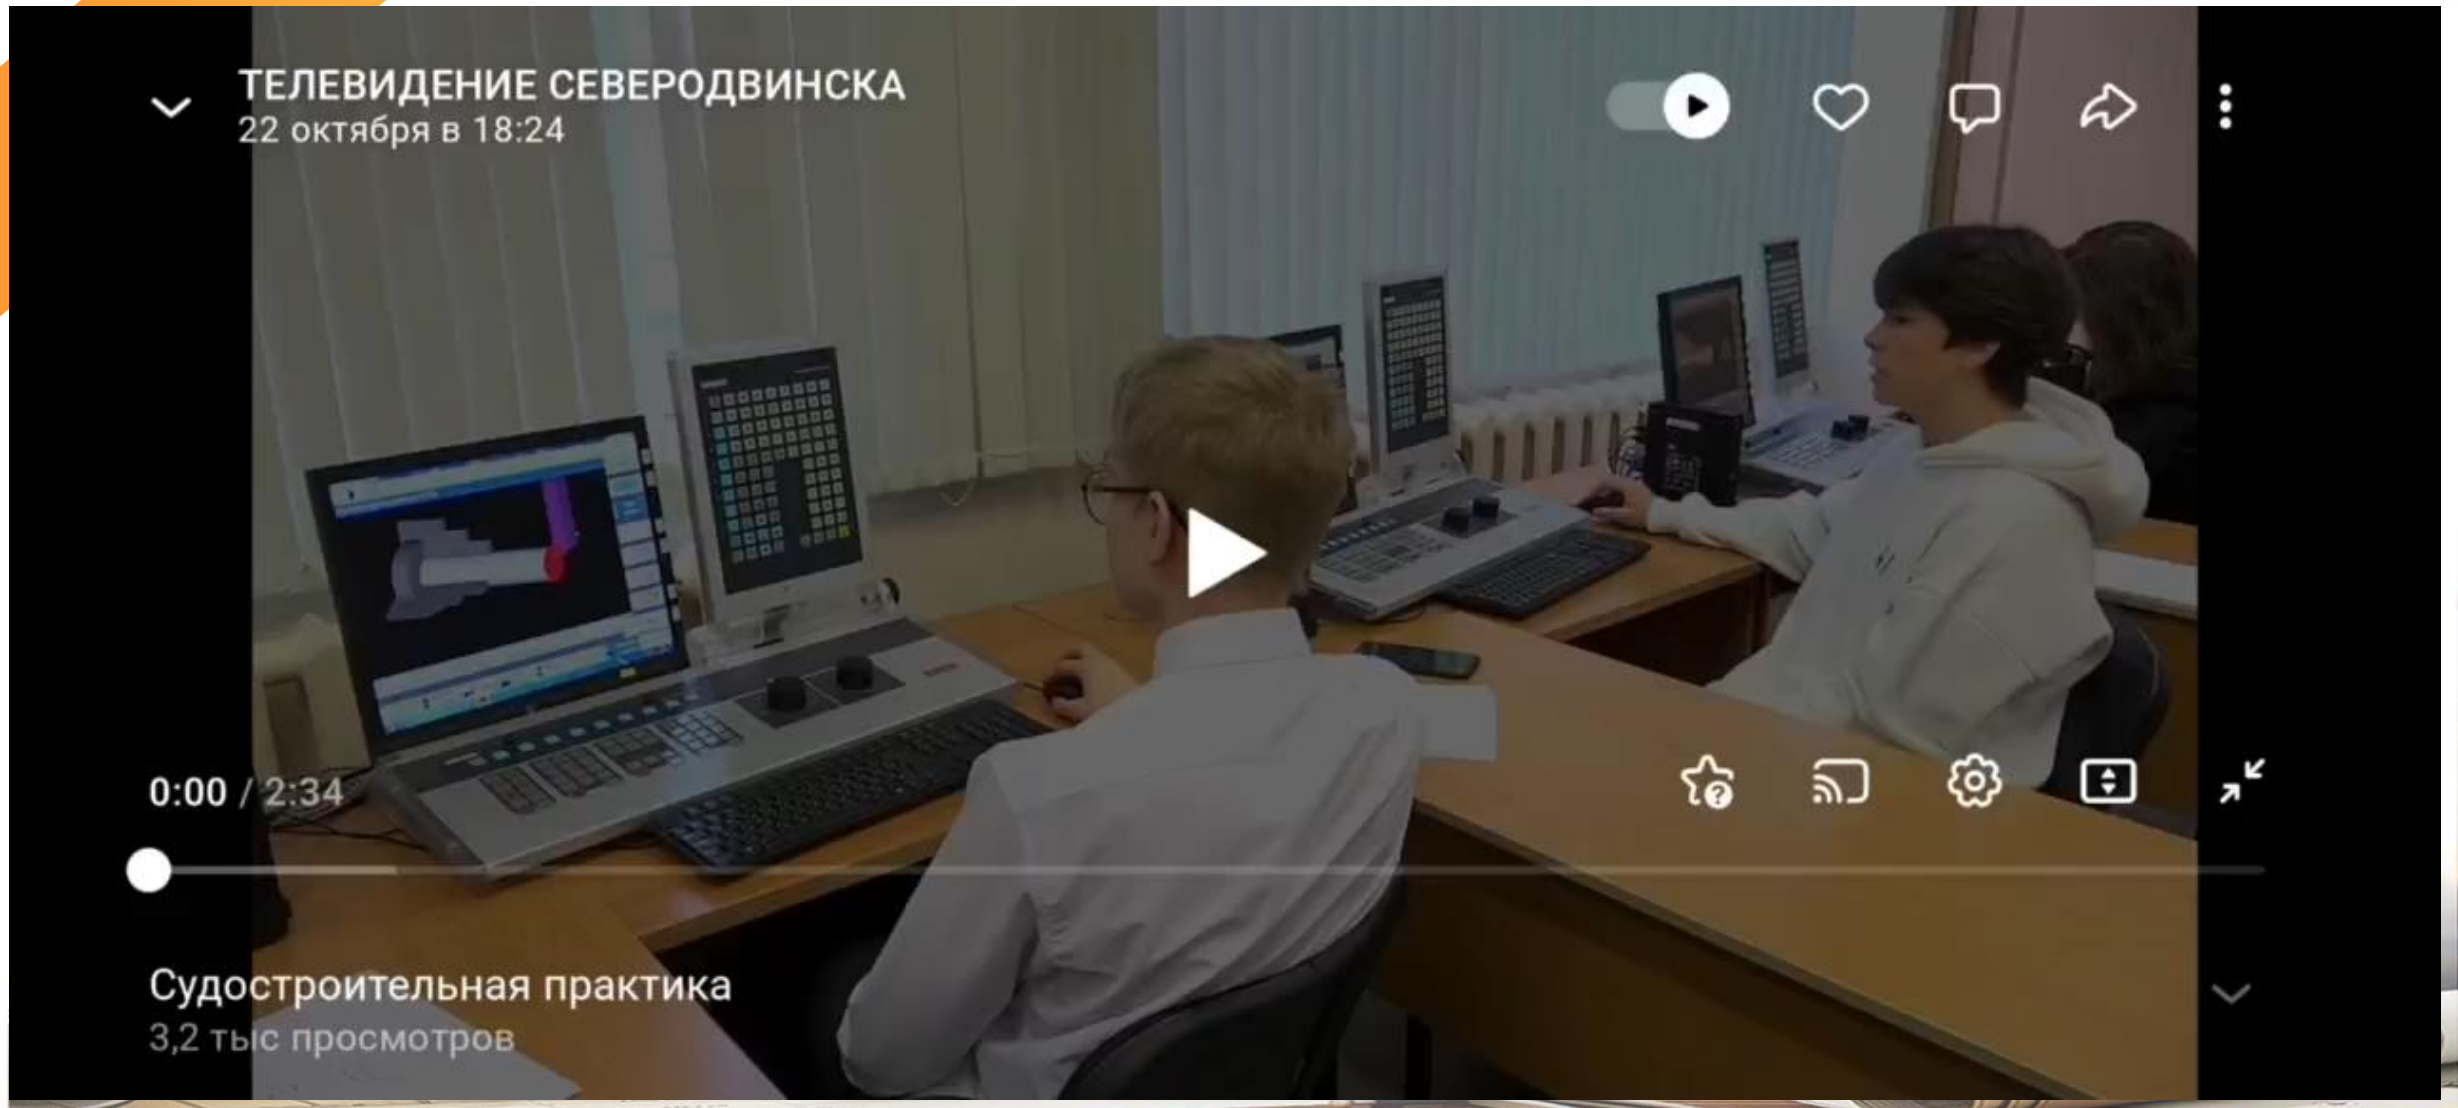 ТЕЛЕВИДЕНИЕ СЕВЕРОДВИНСКА
22 октября в 18:24
0:00 / 2:34
Судостроительная практика
3,2 тыс просмотров